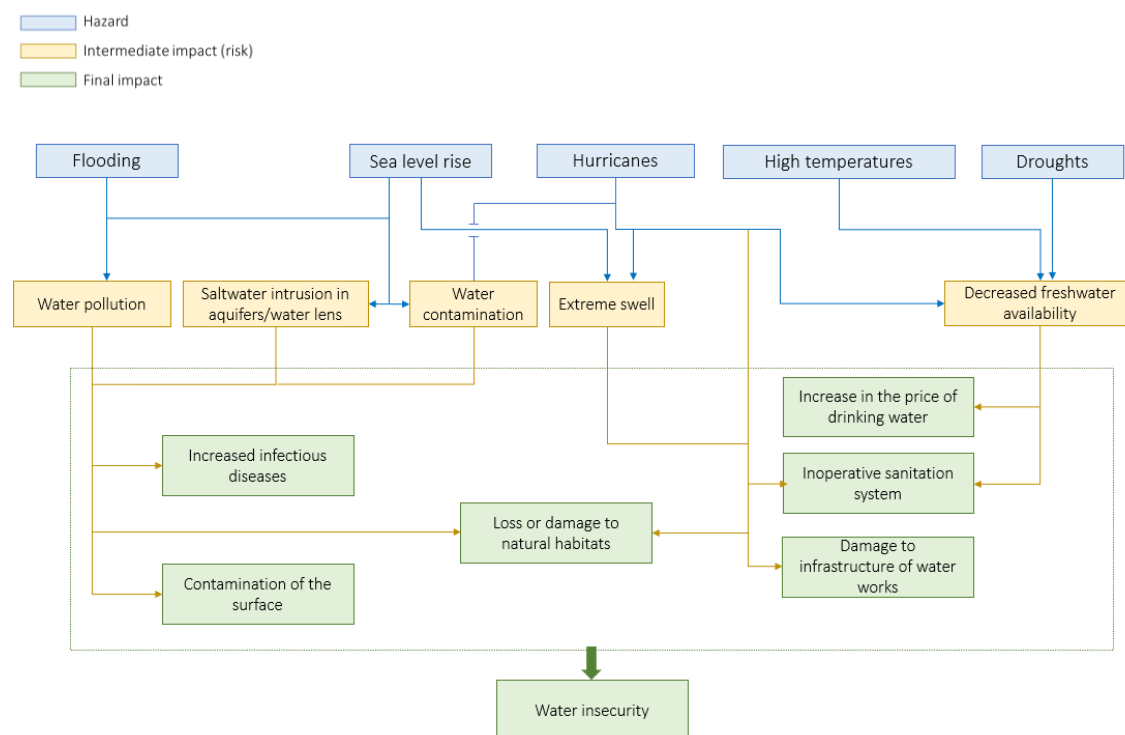 Hazard
Intermediate impact (risk)
Final impact
Flooding
Sea level rise
Hurricanes
High temperatures
Droughts
Water pollution
Saltwater intrusion in
aquifers/water lens
Water
contamination
Extreme swell
Decreased freshwater
availability
Increase in the price of
drinking water
Increased infectious
diseases
Inoperative sanitation
system
Loss or damage to
natural habitats
Damage to
infrastructure of water
works
Contamination of the
surface
Water insecurity